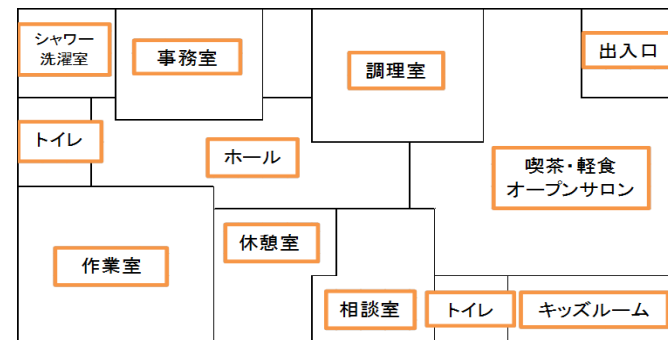 シャワー
洗濯室
事務室
調理室
出入口
トイレ
ホール
喫茶・軽食
オープンサロン
作業室
休憩室
相談室
トイレ
キッズルーム